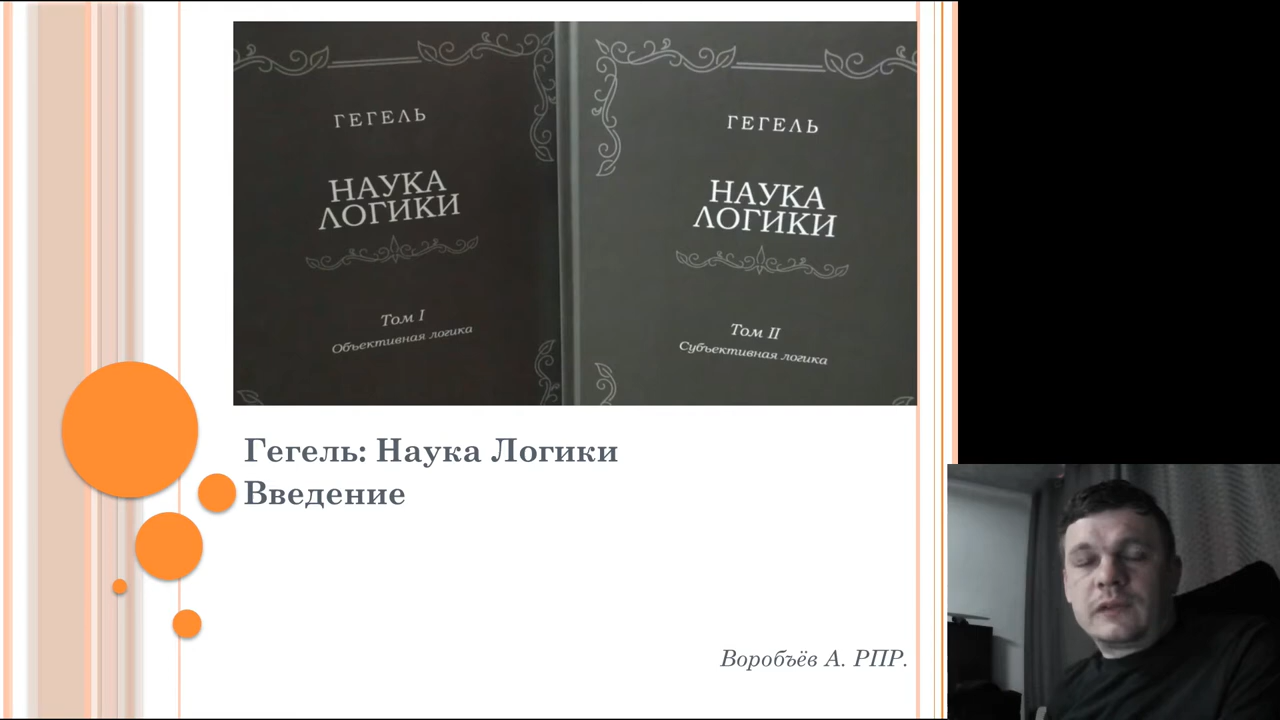 ГЕГЕЛЬ
НАУКА
ЛОГИКИ
Том I
Объективная логика
ГЕГЕЛЬ
НАУКА
ЛОГИКИ
Том II
Субъективная логика
Гегель: Наука Логики
Введение
Воробъёв А. РПР.